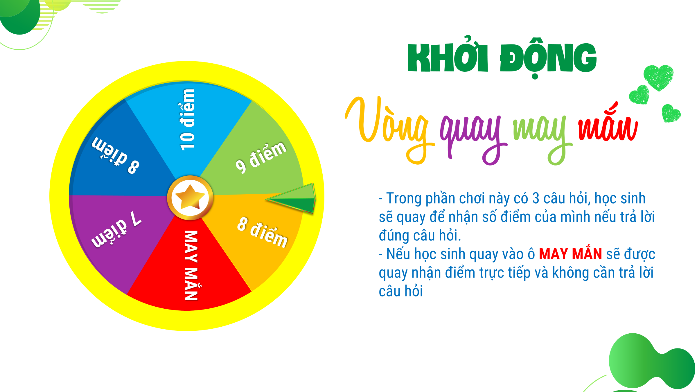 KHỞI ĐỘNG
Vòng quay may mắn
10 điểm
9 điểm
8 điểm
MAY MẮN
7 điểm
8 điểm
- Trong phần chơi này có 3 câu hỏi, học sinh
sẽ quay để nhận số điểm của mình nếu trả lời
đúng câu hỏi.
- Nếu học sinh quay vào ô MAY MẮN sẽ được
quay nhận điểm trực tiếp và không cần trả lời
câu hỏi